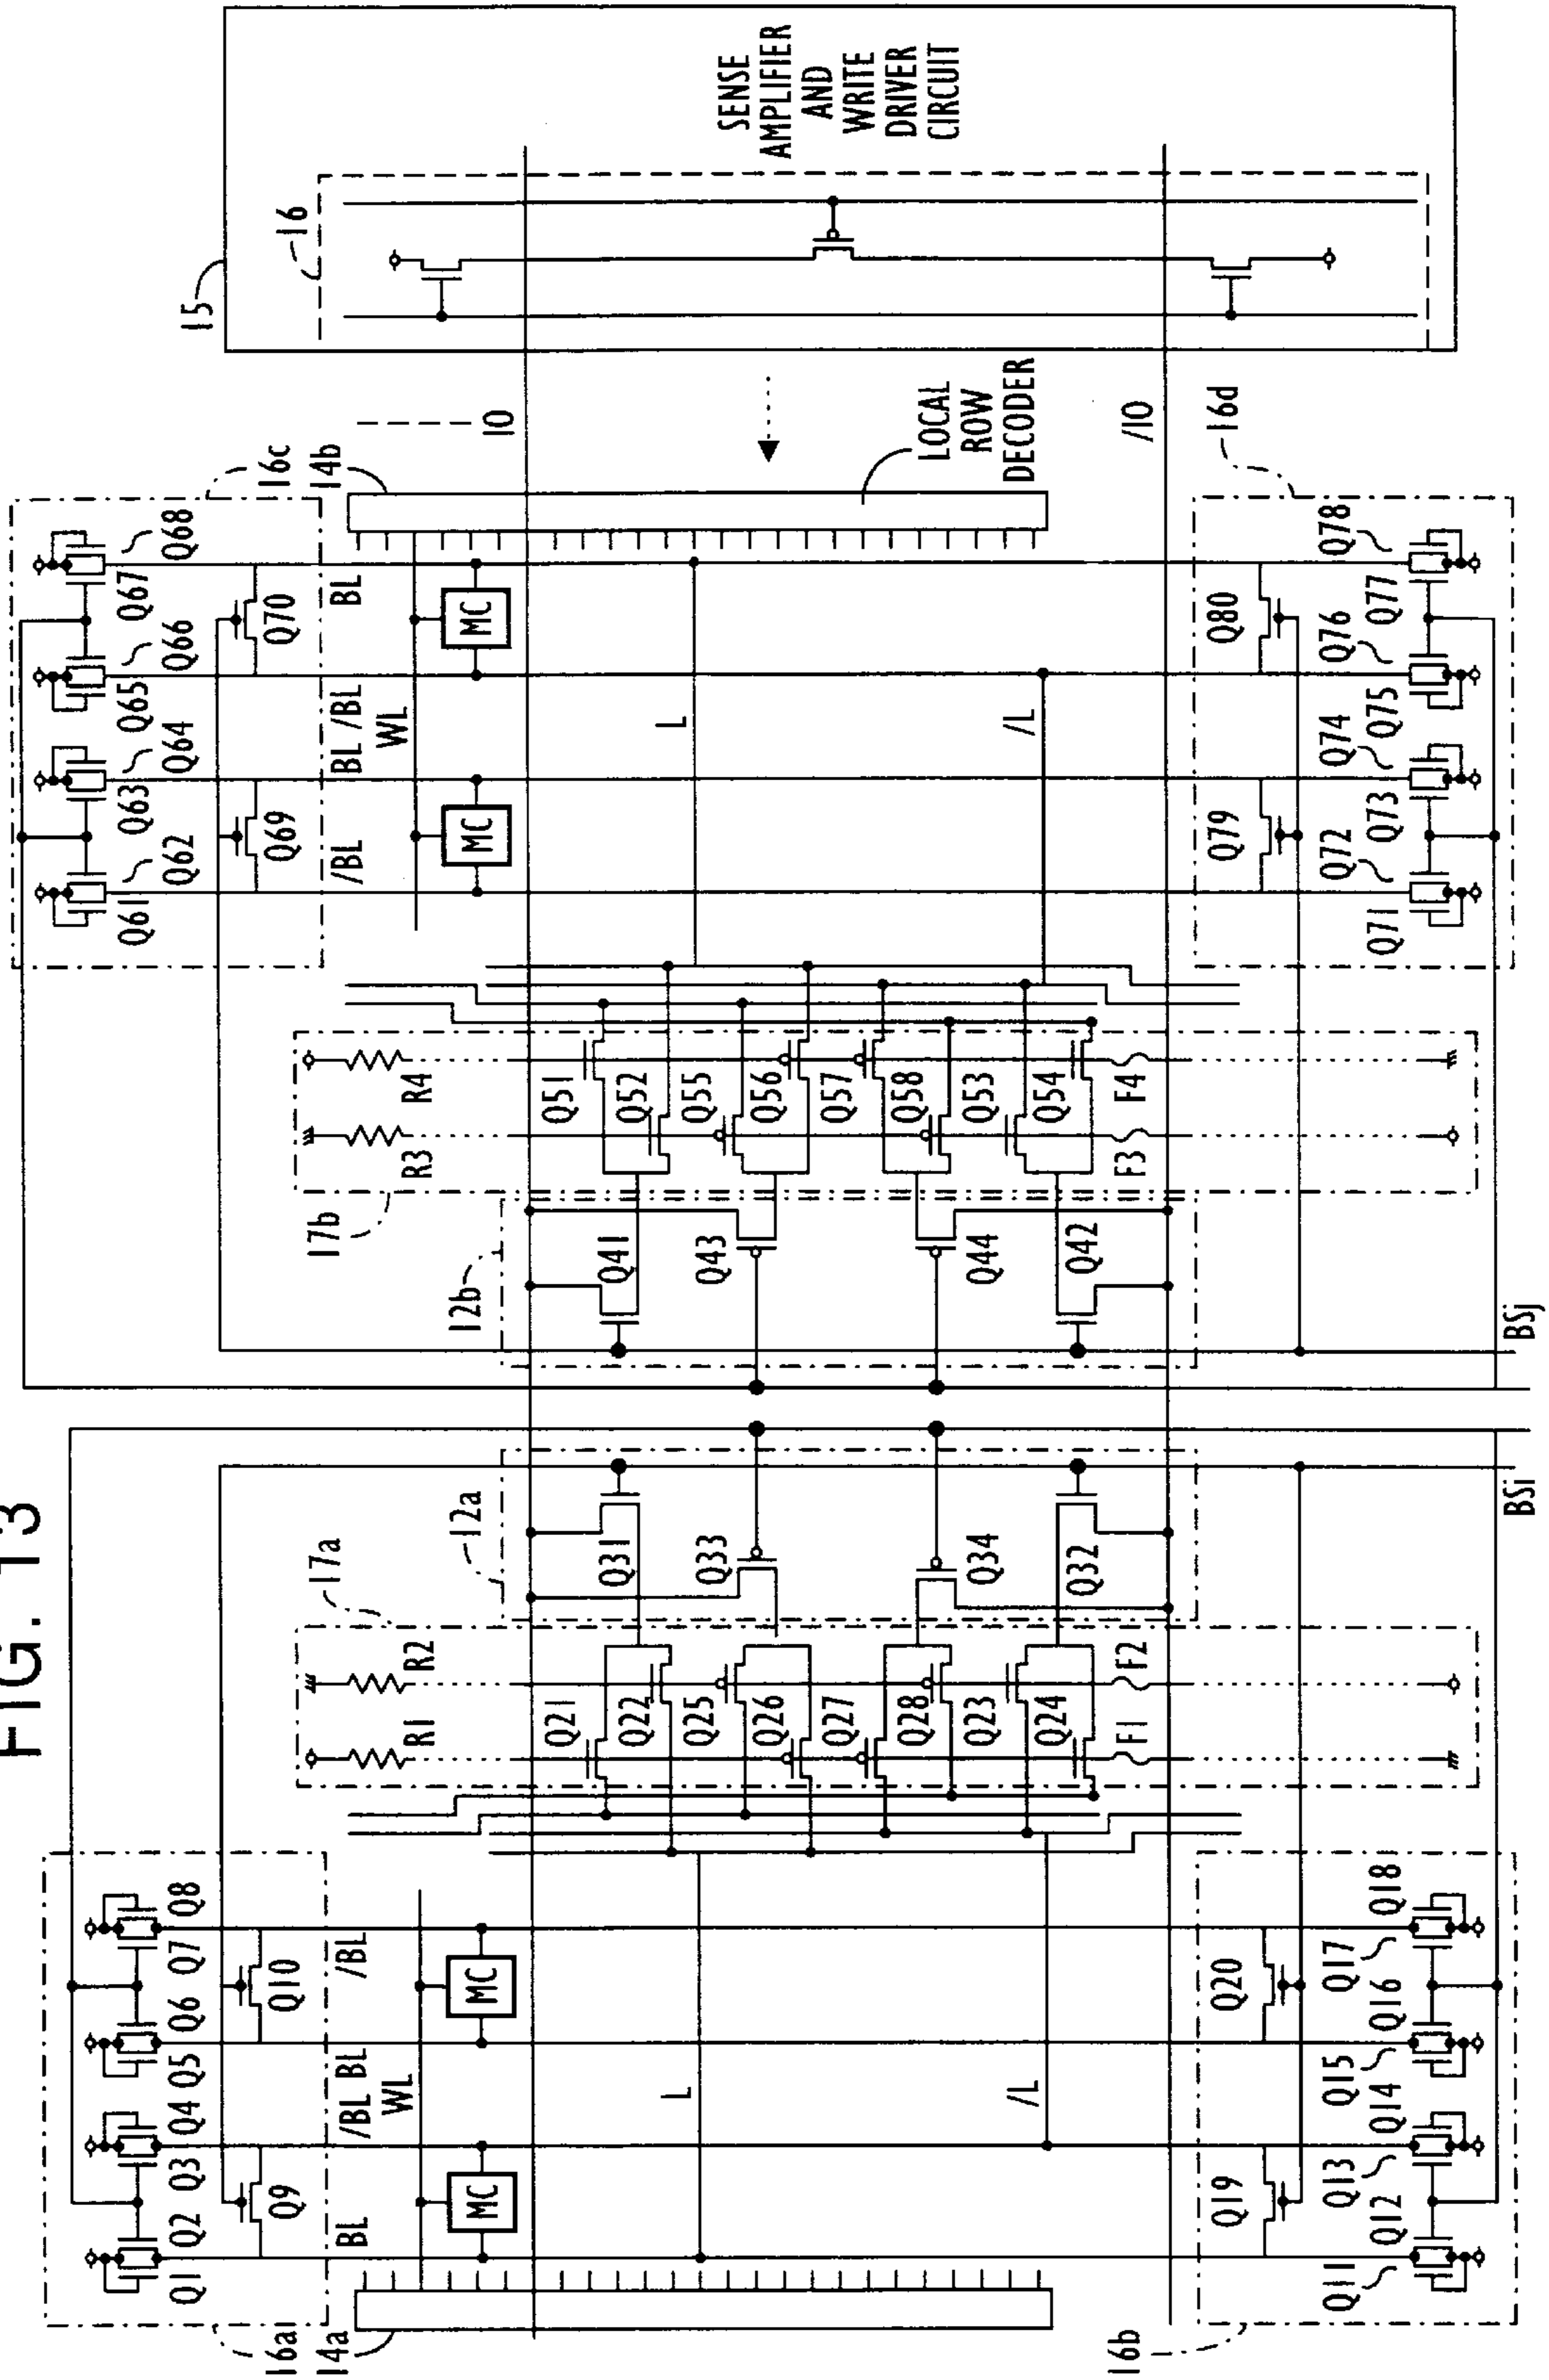 FIG. 13
16a
14a
Q1
Q2
Q3
Q4
Q5
Q6
Q7
Q8
Q9
Q10
BL
/BL
BL
/BL
WL
MC
MC
L
/L
Q11
Q12
Q13
Q14
Q15
Q16
Q17
Q18
Q19
Q20
16b
17a
R1
R2
Q21
Q22
Q25
Q26
Q27
Q28
Q23
Q24
F1
F2
12a
Q31
Q33
Q34
Q32
BSi
BSj
12b
Q41
Q43
Q44
Q42
17b
R3
R4
Q51
Q52
Q55
Q56
Q57
Q58
Q53
Q54
F3
F4
16c
14b
Q61
Q62
Q63
Q64
Q65
Q66
Q67
Q68
Q69
Q70
/BL
BL
/BL
BL
WL
MC
MC
L
/L
Q71
Q72
Q73
Q74
Q75
Q76
Q77
Q78
Q79
Q80
16d
IO
/IO
LOCAL
ROW
DECODER
15
16
SENSE
AMPLIFIER
AND
WRITE
DRIVER
CIRCUIT